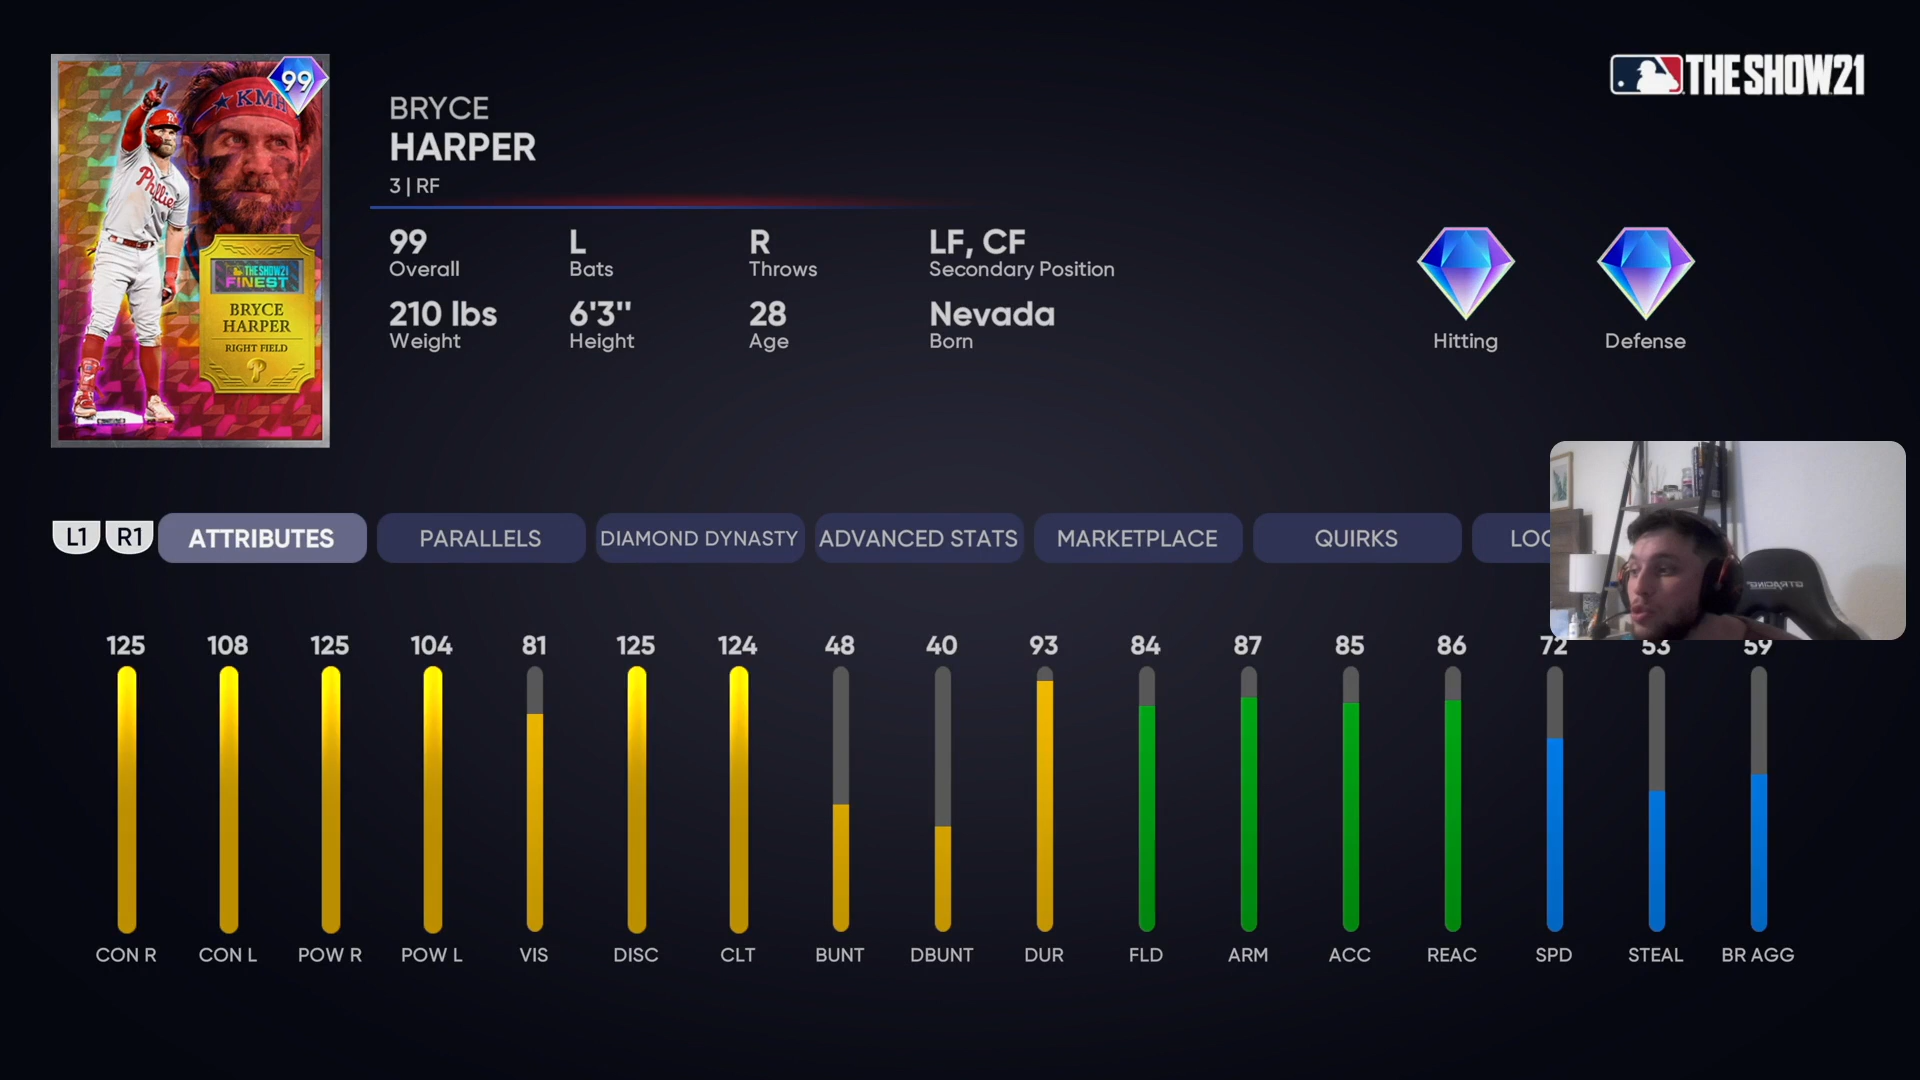 99
KMH
Phillies
THE SHOW 21
FINEST
BRYCE
HARPER
RIGHT FIELD
P
BRYCE
HARPER
3 | RF
THE SHOW 21
99
Overall
L
Bats
R
Throws
LF, CF
Secondary Position
210 lbs
Weight
6'3"
Height
28
Age
Nevada
Born
Hitting
Defense
L1 R1 ATTRIBUTES PARALLELS DIAMOND DYNASTY ADVANCED STATS MARKETPLACE QUIRKS
125 108 125 104 81 125 124 48 40 93 84 87 85 86 72 53 59
CON R CON L POW R POW L VIS DISC CLT BUNT DBUNT DUR FLD ARM ACC REAC SPD STEAL BR AGG